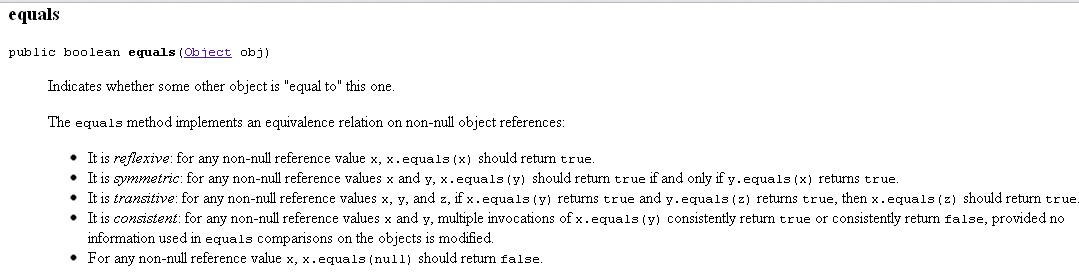 equals
public boolean equals(Object obj)
Indicates whether some other object is "equal to" this one.
The equals method implements an equivalence relation on non-null object references:
• It is reflexive: for any non-null reference value x, x.equals(x) should return true.
• It is symmetric: for any non-null reference values x and y, x.equals(y) should return true if and only if y.equals(x) returns true.
• It is transitive: for any non-null reference values x, y, and z, if x.equals(y) returns true and y.equals(z) returns true, then x.equals(z) should return true.
• It is consistent: for any non-null reference values x and y, multiple invocations of x.equals(y) consistently return true or consistently return false, provided no
information used in equals comparisons on the objects is modified.
• For any non-null reference value x, x.equals(null) should return false.